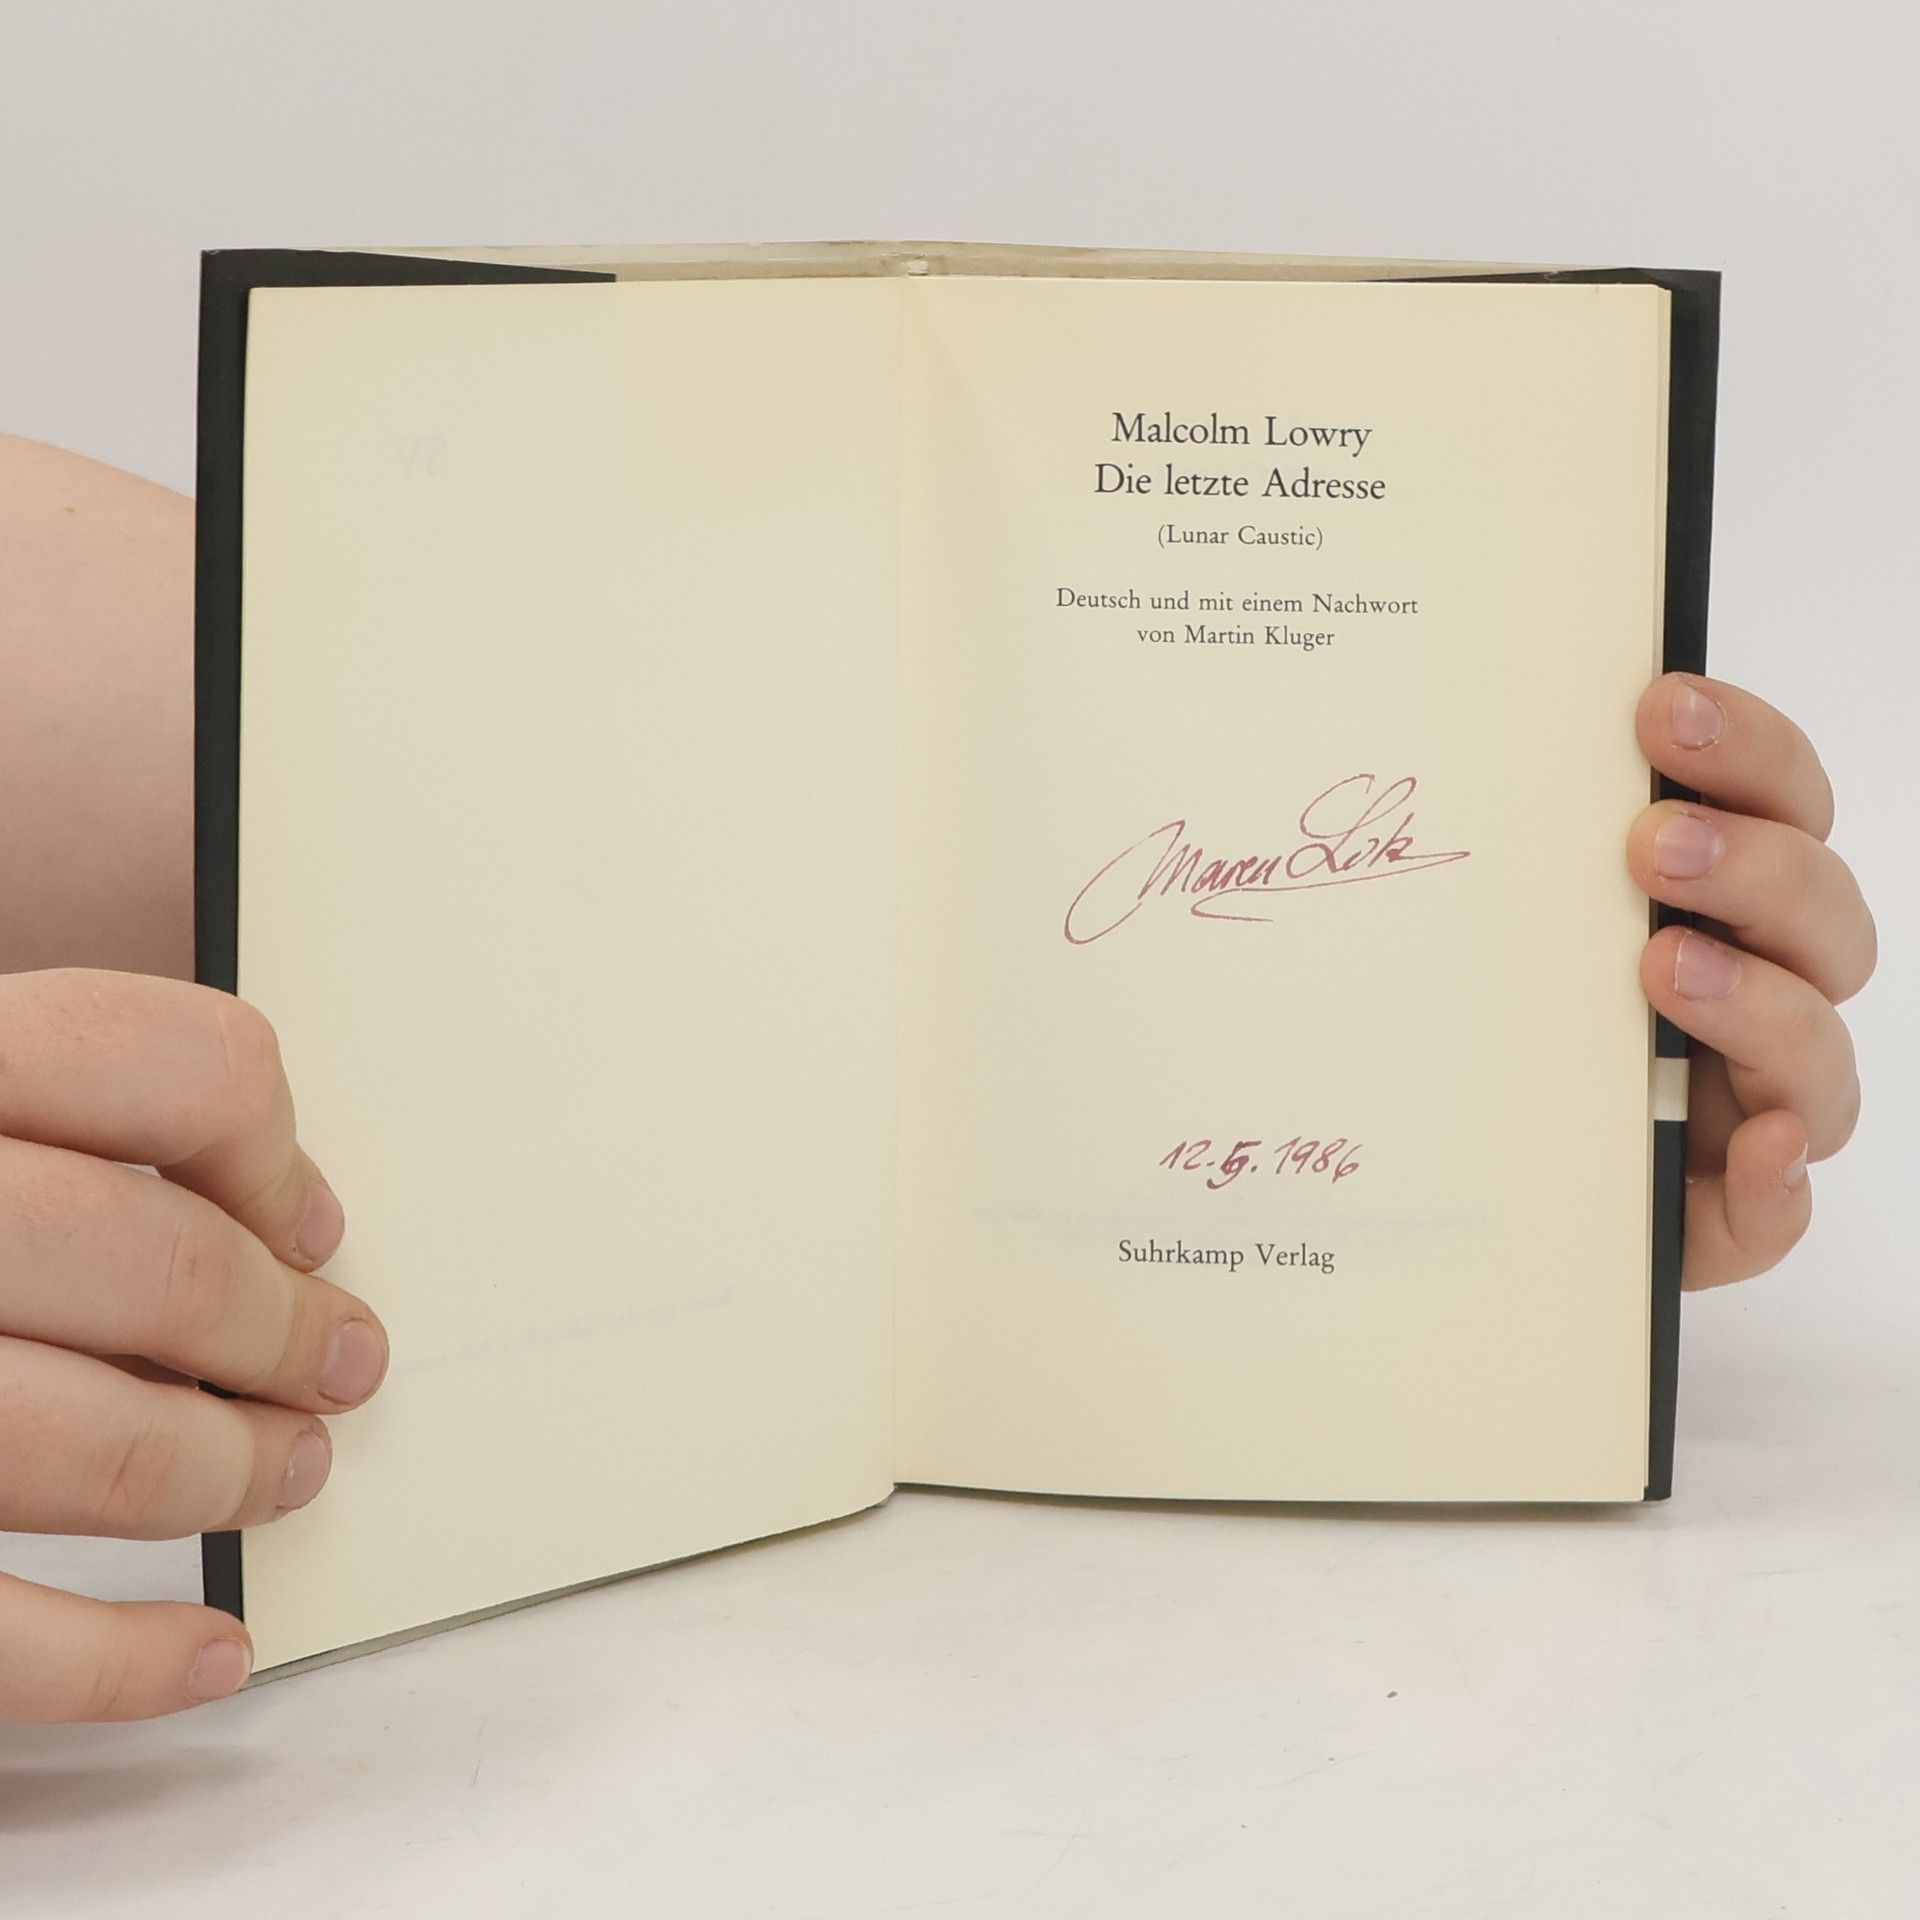 Malcolm Lowry
Die letzte Adresse
(Lunar Caustic)
Deutsch und mit einem Nachwort
von Martin Kluger
Maren
12.5.1986
Suhrkamp Verlag